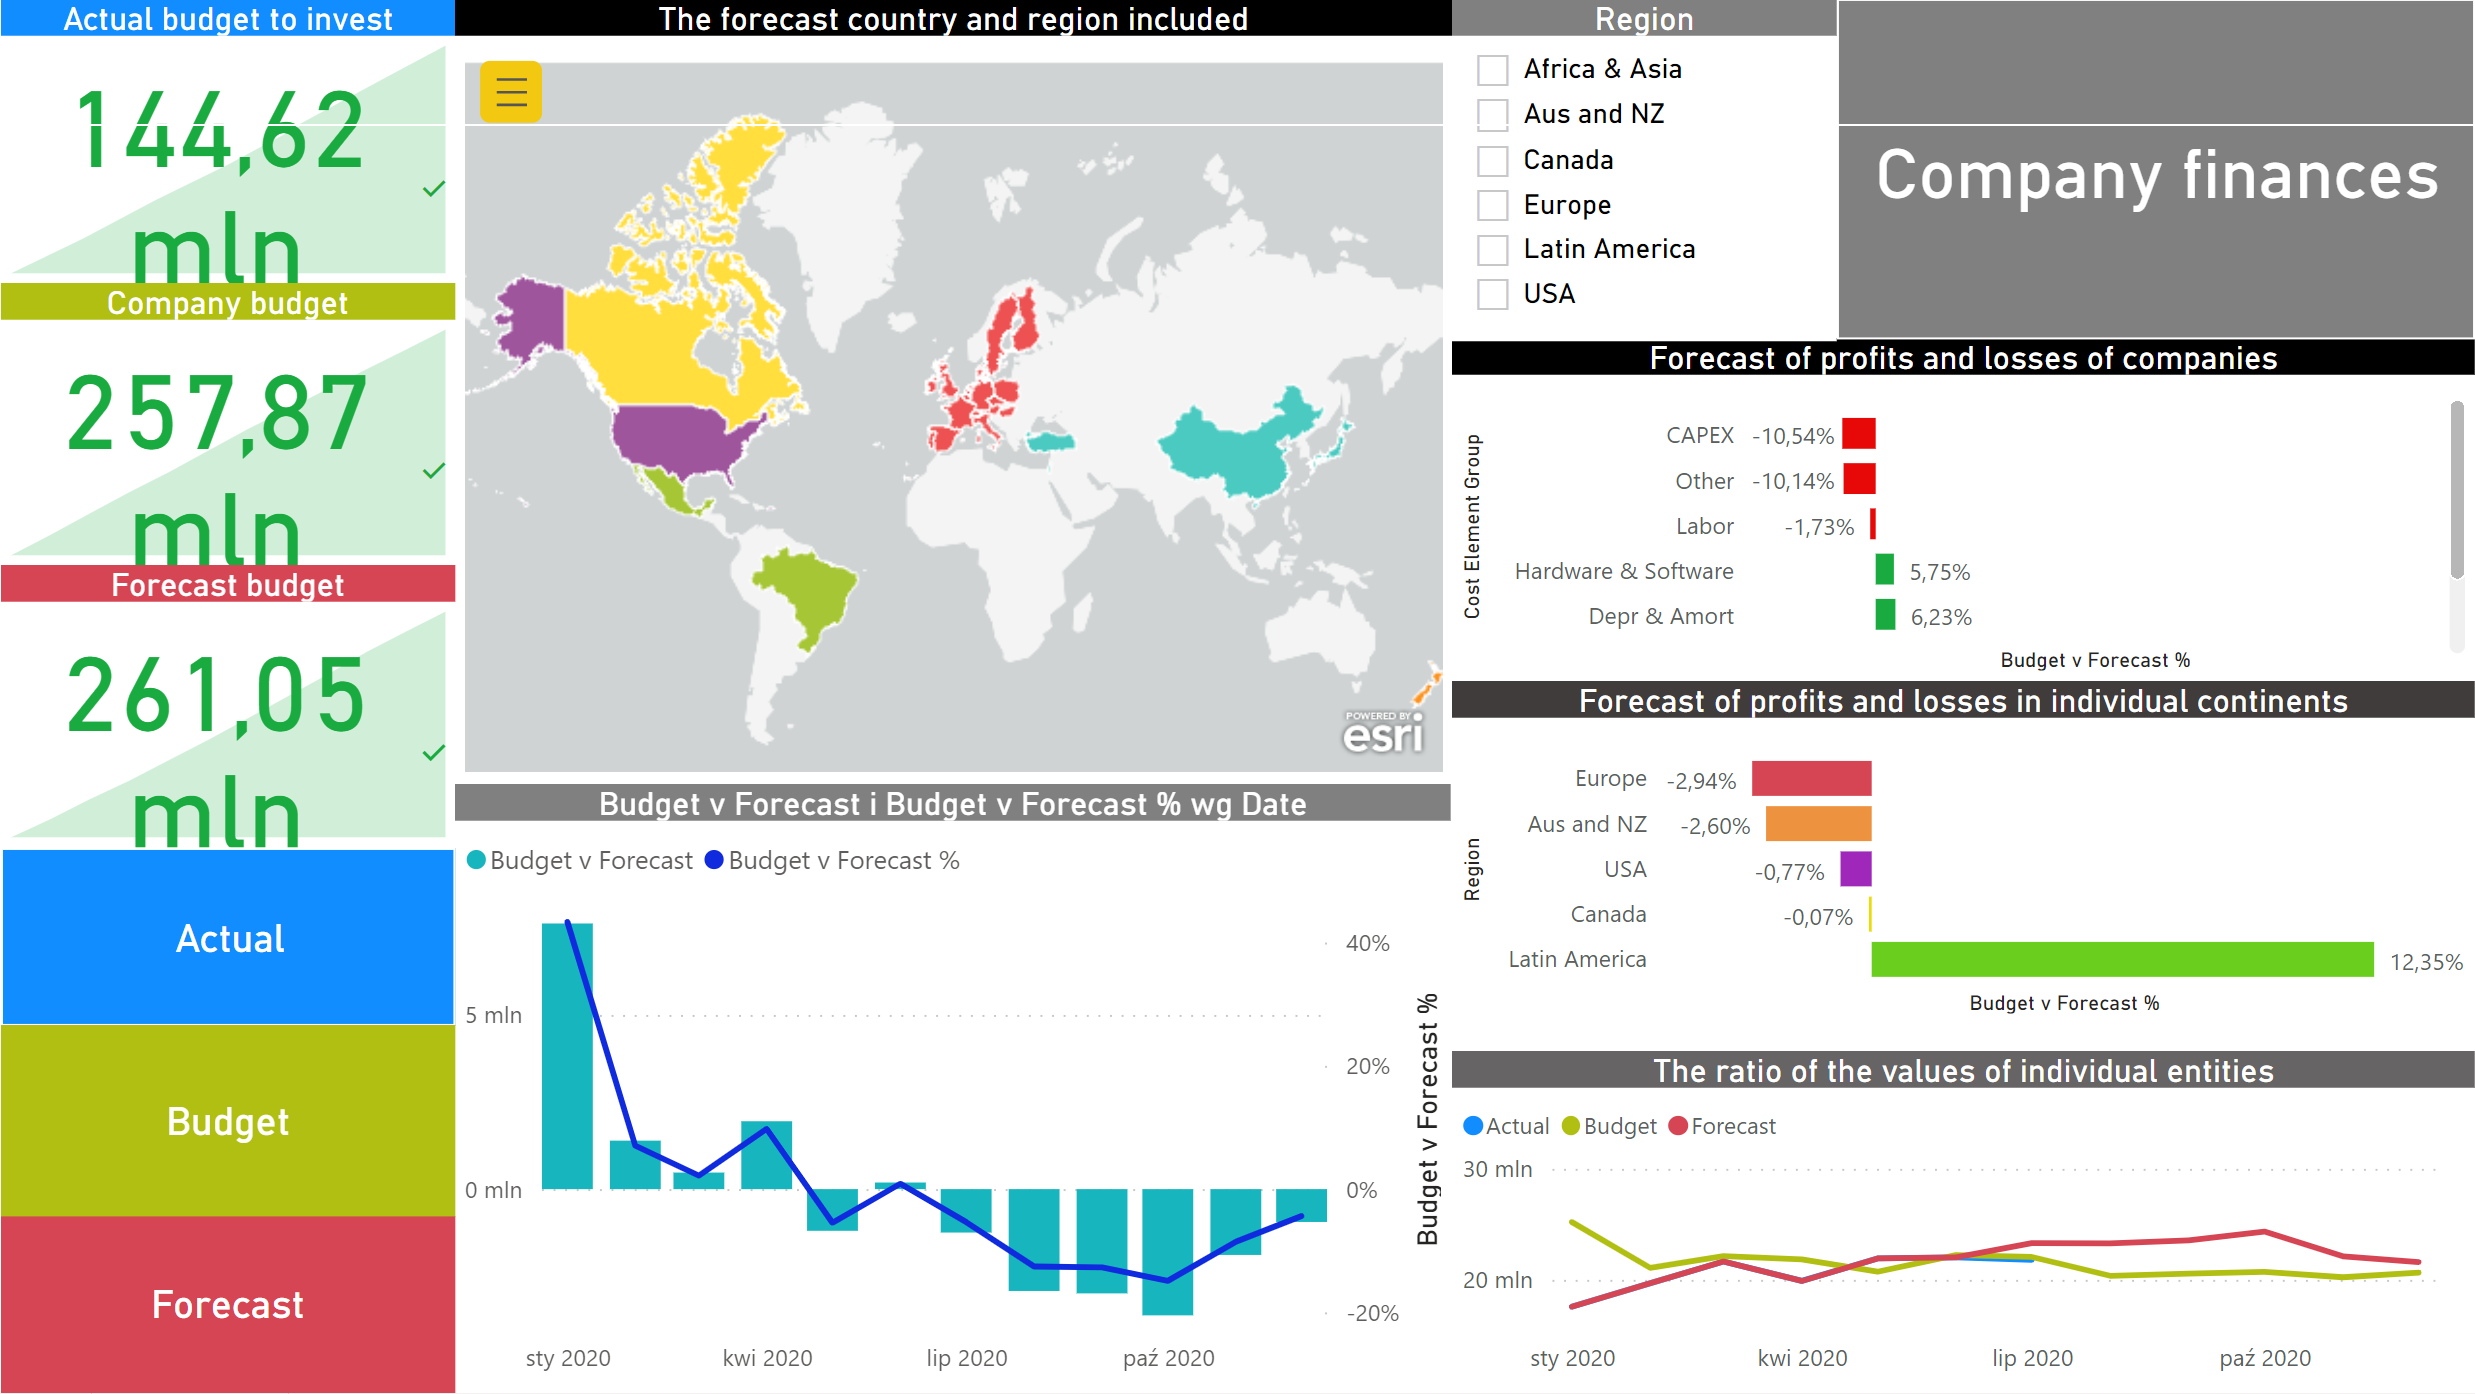 Actual budget to invest
144,62
mln
Company budget
257,87
mln
Forecast budget
261,05
mln
Actual
Budget
Forecast
The forecast country and region included
POWERED BY
esri
Budget v Forecast i Budget v Forecast % wg Date
Budget v Forecast
Budget v Forecast %
5 mln
0 mln
40%
20%
0%
-20%
Budget v Forecast %
sty 2020
kwi 2020
lip 2020
paź 2020
Region
Africa & Asia
Aus and NZ
Canada
Europe
Latin America
USA
Company finances
Forecast of profits and losses of companies
Cost Element Group
CAPEX -10,54%
Other -10,14%
Labor -1,73%
Hardware & Software 5,75%
Depr & Amort 6,23%
Budget v Forecast %
Forecast of profits and losses in individual continents
Region
Europe -2,94%
Aus and NZ -2,60%
USA -0,77%
Canada -0,07%
Latin America 12,35%
Budget v Forecast %
The ratio of the values of individual entities
Actual Budget Forecast
30 mln
20 mln
sty 2020
kwi 2020
lip 2020
paź 2020